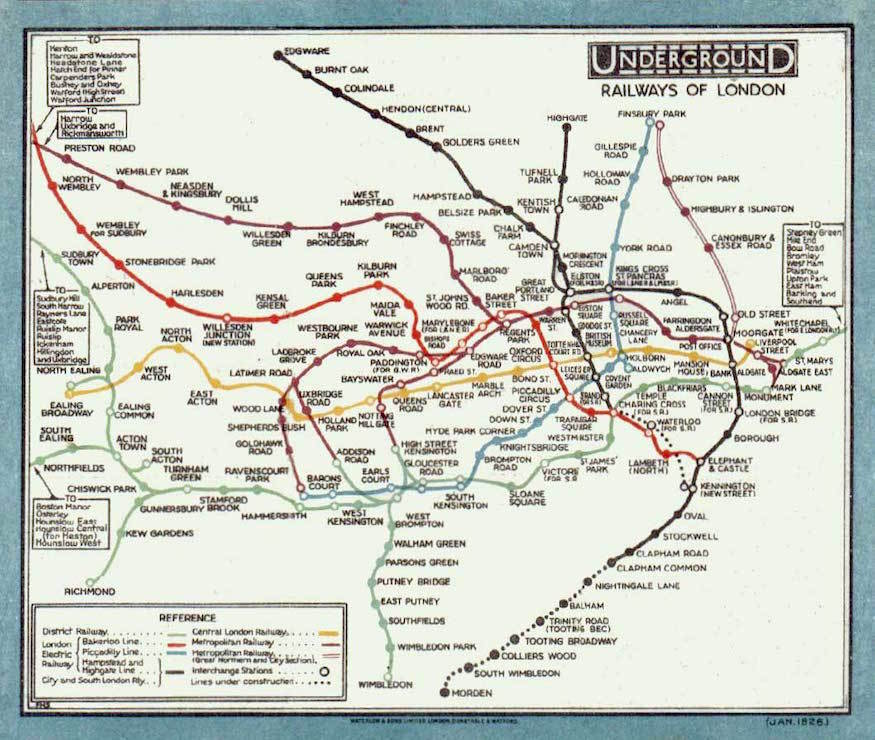 UNDERGROUND
RAILWAYS OF LONDON
TO
Kenton
Harrow and Wealdstone
Headstone Lane
Hatch End for Pinner
Carpenders Park
Bushey and Oxhey
Watford (High Street)
Watford Junction
TO
Harrow
Uxbridge and
Rickmansworth
EDGWARE
BURNT OAK
COLINDALE
HENDON (CENTRAL)
BRENT
GOLDERS GREEN
HAMPSTEAD
BELSIZE PARK
CHALK
FARM
CAMDEN
TOWN
HIGHGATE
TUFNELL
PARK
KENTISH
TOWN
FINSBURY PARK
GILLESPIE
ROAD
HOLLOWAY
ROAD
CALEDONIAN
ROAD
YORK ROAD
DRAYTON PARK
HIGHBURY & ISLINGTON
CANONBURY &
ESSEX ROAD
PRESTON ROAD
WEMBLEY PARK
NEASDEN
& KINGSBURY
DOLLIS
HILL
WILLESDEN
GREEN
KILBURN
BRONDESBURY
WEST
HAMPSTEAD
FINCHLEY
ROAD
SWISS
COTTAGE
MARLBORO'
ROAD
ST. JOHNS
WOOD RD.
NORTH
WEMBLEY
WEMBLEY
FOR SUDBURY
STONEBRIDGE PARK
HARLESDEN
WILLESDEN
JUNCTION
(NEW STATION)
KENSAL
GREEN
QUEENS
PARK
KILBURN
PARK
MAIDA
VALE
WARWICK
AVENUE
SUDBURY
TOWN
ALPERTON
PARK
ROYAL
NORTH EALING
TO
Sudbury Hill
South Harrow
Rayners Lane
Eastcote
Ruislip Manor
Ruislip
Ickenham
Hillingdon
and Uxbridge
TO
Stepney Green
Mile End
Bow Road
Bromley
West Ham
Plaistow
Upton Park
East Ham
Barking and
Southend
MORNINGTON
CRESCENT
EUSTON
KINGS CROSS
ST PANCRAS
ANGEL
GREAT
PORTLAND
STREET
BAKER
STREET
MARYLEBONE
BISHOPS
ROAD
EUSTON
SQUARE
WARREN
ST.
REGENTS
PARK
GOODGE ST.
RUSSELL
SQUARE
BRITISH
MUSEUM
CHANCERY
LANE
FARRINGDON
ALDERSGATE
OLD STREET
MOORGATE
WHITECHAPEL
LIVERPOOL
STREET
POST OFFICE
BANK
ALDGATE
ALDGATE EAST
ST. MARYS
MARK LANE
MONUMENT
CANNON
STREET
MANSION
HOUSE
BLACKFRIARS
TEMPLE
CHARING CROSS
(FOR S.R.)
HOLBORN
ALDWYCH
COVENT
GARDEN
LEICESTER
SQUARE
TOTTENHAM
COURT RD.
OXFORD
CIRCUS
BOND ST.
PICCADILLY
CIRCUS
DOVER ST.
DOWN ST.
HYDE PARK CORNER
KNIGHTSBRIDGE
BROMPTON
ROAD
MARBLE
ARCH
LANCASTER
GATE
QUEENS
ROAD
NOTTING
HILL GATE
HOLLAND
PARK
SHEPHERDS BUSH
WOOD LANE
UXBRIDGE
ROAD
LATIMER ROAD
LADBROKE
GROVE
WESTBOURNE
PARK
ROYAL OAK
PADDINGTON
(FOR G.W.R)
PRAED ST.
EDGWARE
ROAD
BAYSWATER
NORTH
ACTON
WEST
ACTON
EAST
ACTON
EALING
BROADWAY
EALING
COMMON
SOUTH
EALING
NORTHFIELDS
ACTON
TOWN
SOUTH
ACTON
CHISWICK PARK
TURNHAM
GREEN
GUNNERSBURY
KEW GARDENS
RICHMOND
STAMFORD
BROOK
RAVENSCOURT
PARK
HAMMERSMITH
GOLDHAWK
ROAD
ADDISON
ROAD
BARONS
COURT
WEST
KENSINGTON
EARLS
COURT
HIGH STREET
KENSINGTON
GLOUCESTER
ROAD
SOUTH
KENSINGTON
SLOANE
SQUARE
ST JAMES'
PARK
WESTMINSTER
TRAFALGAR
SQUARE
WATERLOO
(FOR S.R.)
LAMBETH
(NORTH)
ELEPHANT
& CASTLE
LONDON BRIDGE
(FOR S.R.)
BOROUGH
KENNINGTON
(NEW STREET)
OVAL
STOCKWELL
CLAPHAM ROAD
CLAPHAM COMMON
NIGHTINGALE LANE
BALHAM
TRINITY ROAD
(TOOTING BEC)
TOOTING BROADWAY
COLLIERS WOOD
SOUTH WIMBLEDON
MORDEN
WEST
BROMPTON
WALHAM GREEN
PARSONS GREEN
PUTNEY BRIDGE
EAST PUTNEY
SOUTHFIELDS
WIMBLEDON PARK
WIMBLEDON
TO
Boston Manor
Osterley
Hounslow East
Hounslow Central
(for Heston)
Hounslow West
REFERENCE
District Railway
London Electric Railway
Bakerloo Line
Piccadilly Line
Hampstead and
Highgate Line
City and South London Rly.
Central London Railway
Metropolitan Railway
Metropolitan Railway
(Great Northern and City Section)
Interchange Stations
Lines under construction
FHS
WATERLOW & SONS LIMITED. LONDON, DUNSTABLE & WATFORD.
(JAN. 1926.)